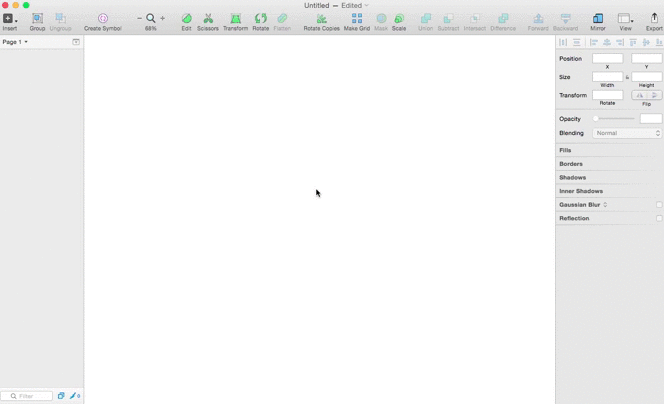 Untitled — Edited
Insert Group Ungroup Create Symbol 68% Edit Scissors Transform Rotate Flatten Rotate Copies Make Grid Mask Scale Union Subtract Intersect Difference Forward Backward Mirror View Export
Page 1
Position
X Y
Size
Width Height
Transform
Rotate Flip
Opacity
Blending Normal
Fills
Borders
Shadows
Inner Shadows
Gaussian Blur
Reflection
Filter 0